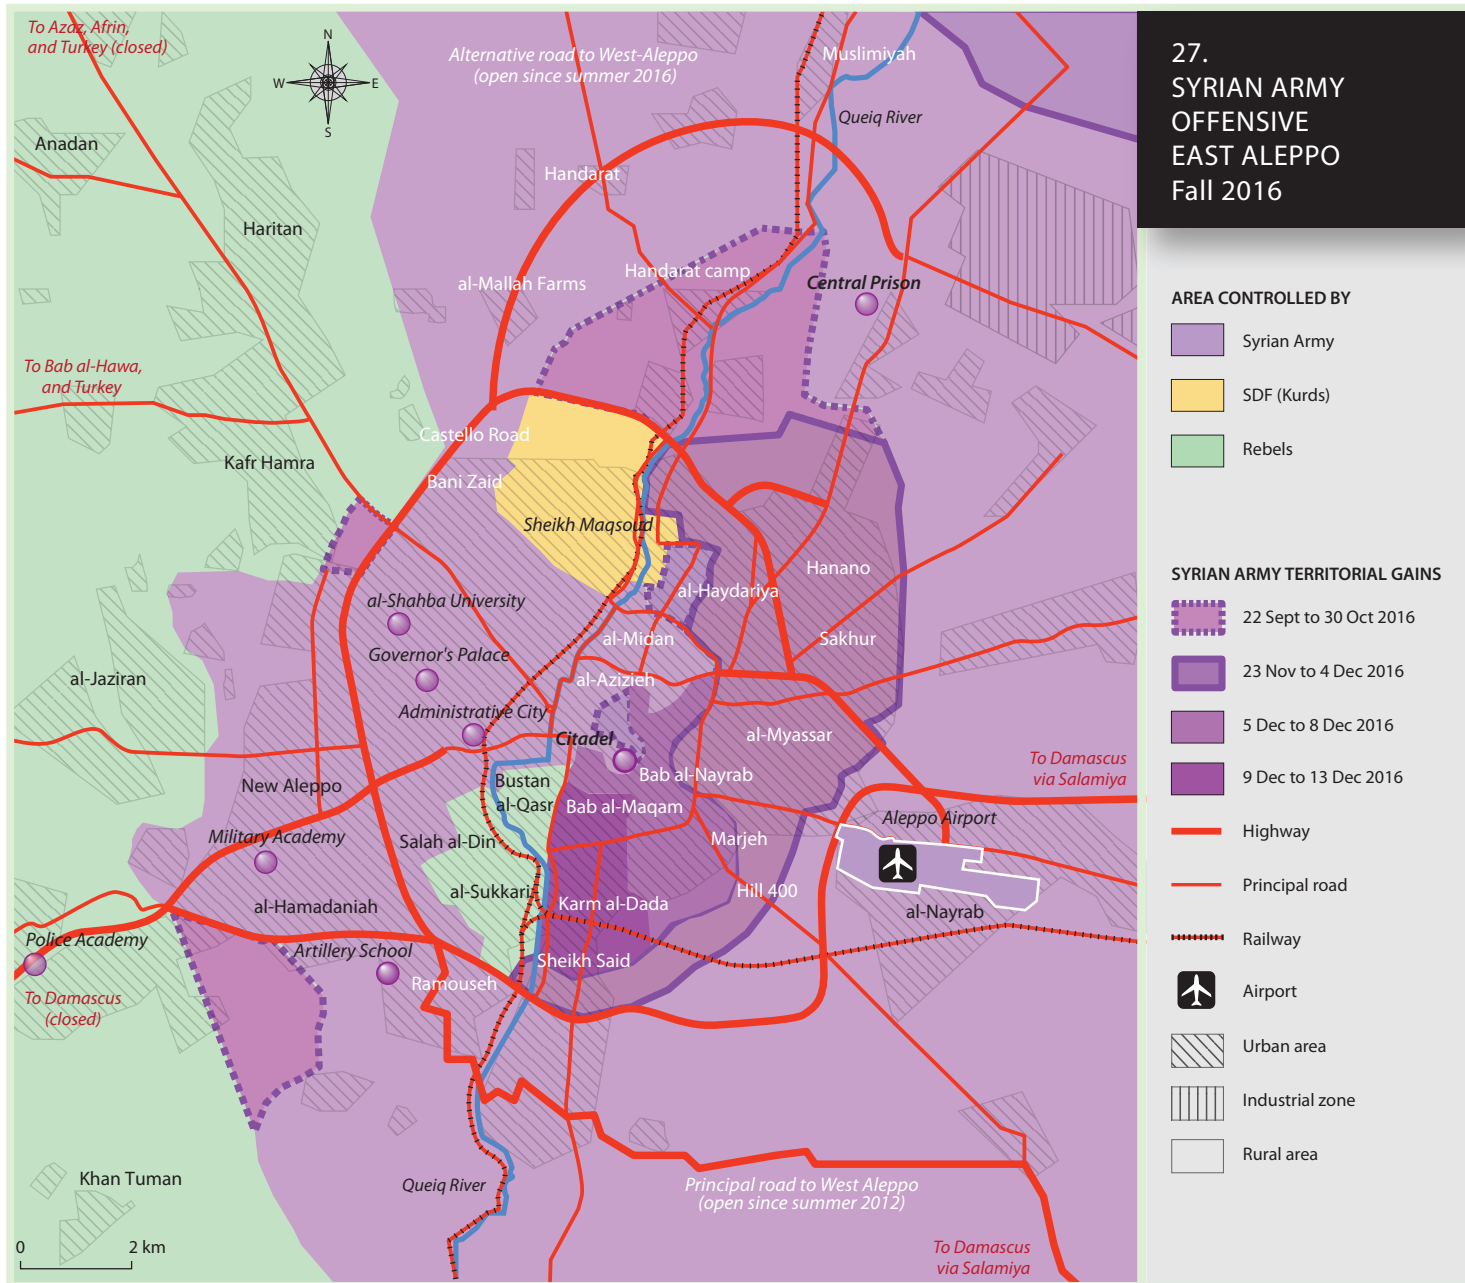 27.
SYRIAN ARMY
OFFENSIVE
EAST ALEPPO
Fall 2016
AREA CONTROLLED BY
Syrian Army
SDF (Kurds)
Rebels
SYRIAN ARMY TERRITORIAL GAINS
22 Sept to 30 Oct 2016
23 Nov to 4 Dec 2016
5 Dec to 8 Dec 2016
9 Dec to 13 Dec 2016
Highway
Principal road
Railway
Airport
Urban area
Industrial zone
Rural area
To Azaz, Afrin,
and Turkey (closed)
N
W
E
S
Alternative road to West-Aleppo
(open since summer 2016)
Muslimiyah
Queiq River
Anadan
Handarat
Haritan
Handarat camp
al-Mallah Farms
Central Prison
To Bab al-Hawa,
and Turkey
Castello Road
Kafr Hamra
Bani Zaid
Sheikh Maqsoud
Hanano
al-Haydariya
al-Shahba University
al-Midan
Sakhur
Governor's Palace
al-Jaziran
al-Azizieh
Administrative City
Citadel
al-Myassar
To Damascus
via Salamiya
Bab al-Nayrab
New Aleppo
Bustan
al-Qasr
Bab al-Maqam
Aleppo Airport
Military Academy
Salah al-Din
Marjeh
al-Sukkari
Hill 400
Karm al-Dada
al-Hamadaniah
al-Nayrab
Police Academy
Artillery School
Sheikh Said
Ramouseh
To Damascus
(closed)
Khan Tuman
Queiq River
Principal road to West Aleppo
(open since summer 2012)
0
2 km
To Damascus
via Salamiya